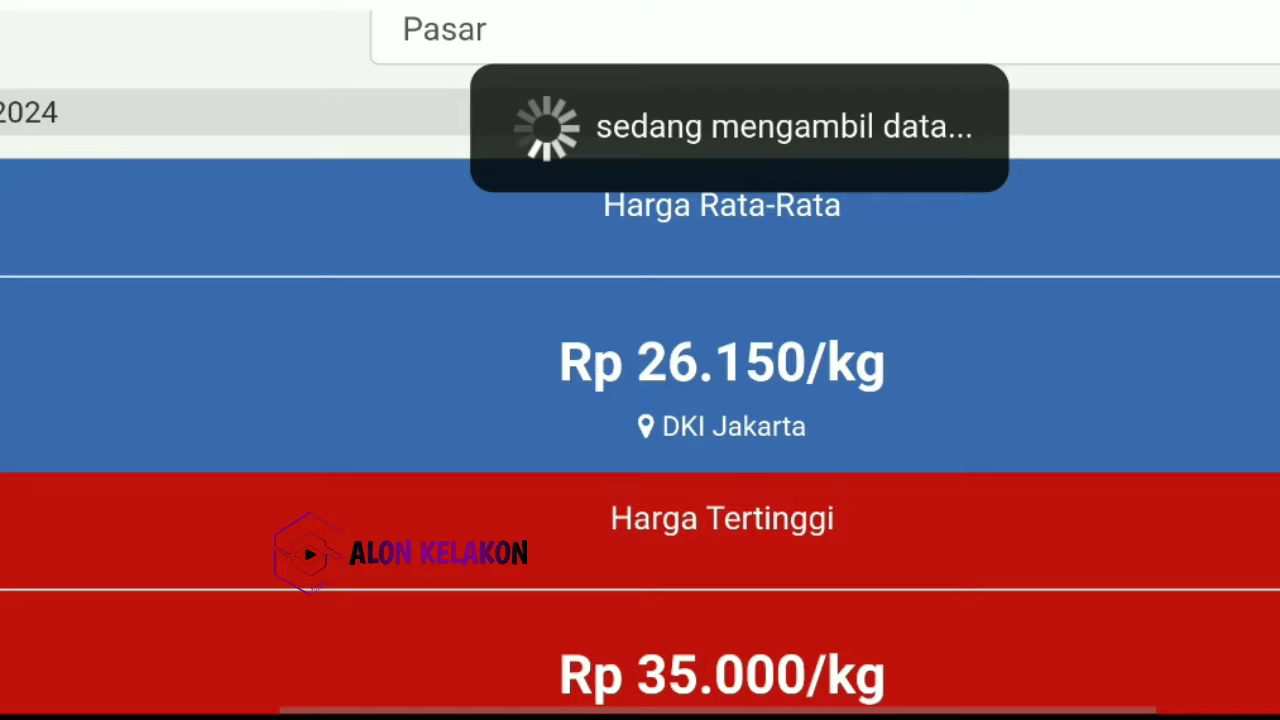 Pasar
2024
sedang mengambil data...
Harga Rata-Rata
Rp 26.150/kg
DKI Jakarta
Harga Tertinggi
ALON KELAKON
Rp 35.000/kg